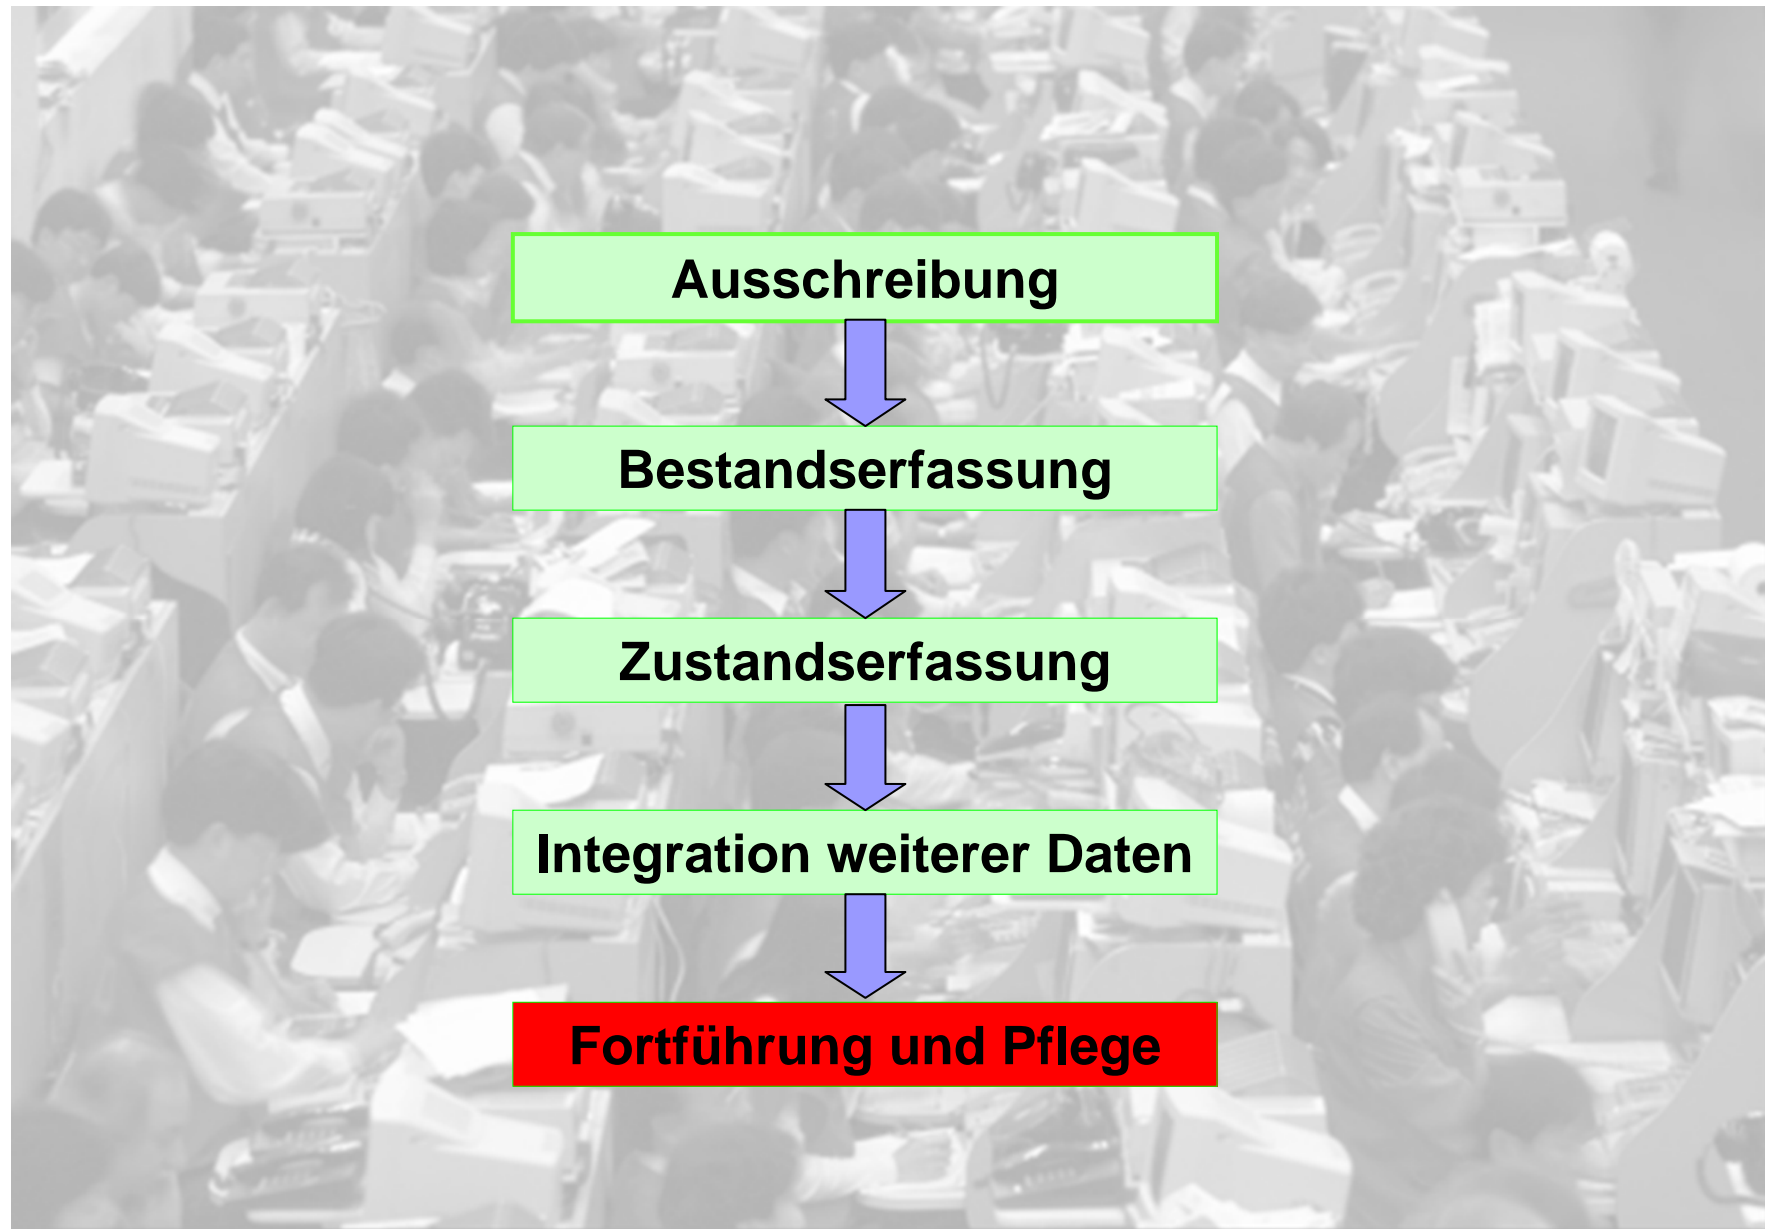 Ausschreibung
Bestandserfassung
Zustandserfassung
Integration weiterer Daten
Fortführung und Pflege